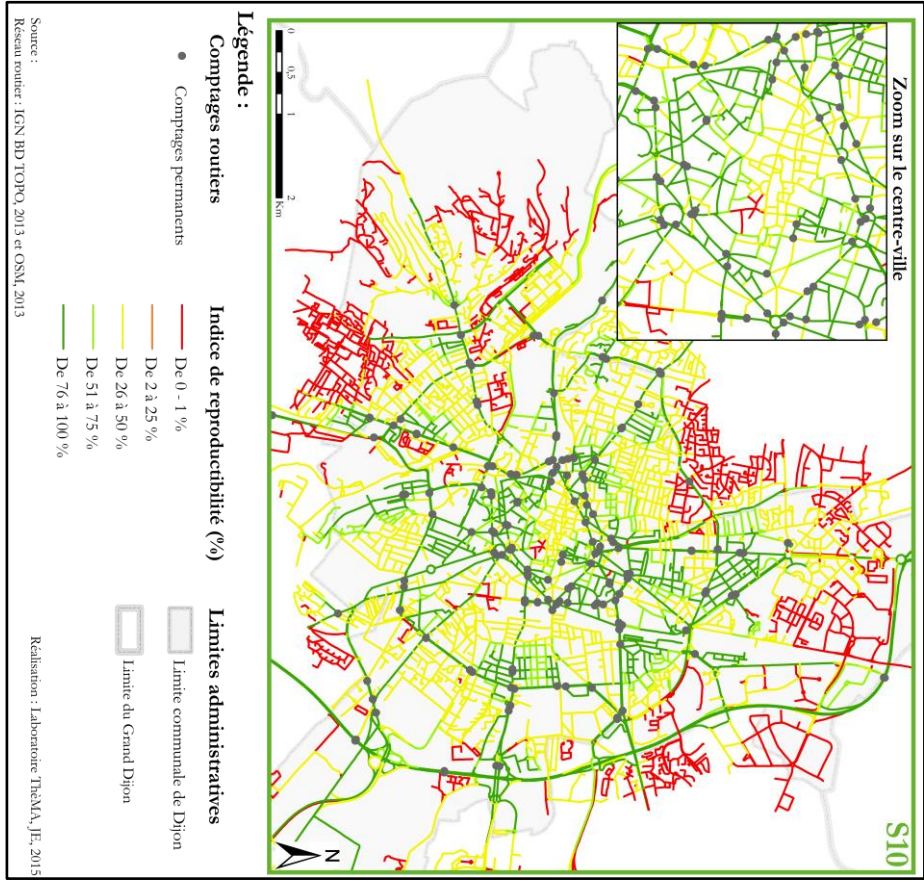 S10
Zoom sur le centre-ville
0 0,5 1 2
Km
N
Légende :
Comptages routiers
Comptages permanents
Indice de reproductibilité (%)
De 0 - 1 %
De 2 à 25 %
De 26 à 50 %
De 51 à 75 %
De 76 à 100 %
Limites administratives
Limite communale de Dijon
Limite du Grand Dijon
Source :
Réseau routier : IGN BD TOPO, 2013 et OSM, 2013
Réalisation : Laboratoire ThéMA, JE, 2015